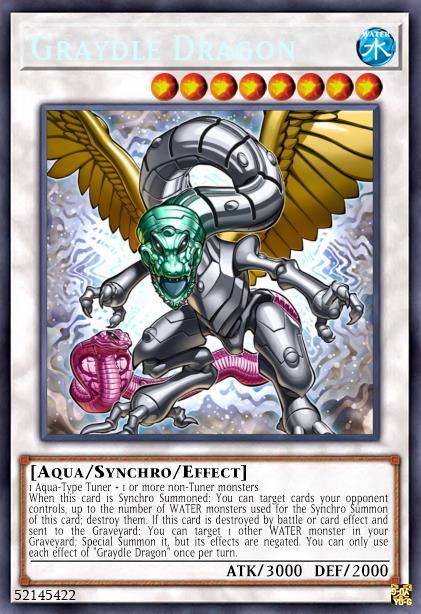 Graydle Dragon
WATER
水
[Aqua/Synchro/Effect]
1 Aqua-Type Tuner + 1 or more non-Tuner monsters
When this card is Synchro Summoned: You can target cards your opponent
controls, up to the number of WATER monsters used for the Synchro Summon
of this card; destroy them. If this card is destroyed by battle or card effect and
sent to the Graveyard: You can target 1 other WATER monster in your
Graveyard; Special Summon it, but its effects are negated. You can only use
each effect of "Graydle Dragon" once per turn.
ATK/3000 DEF/2000
52145422